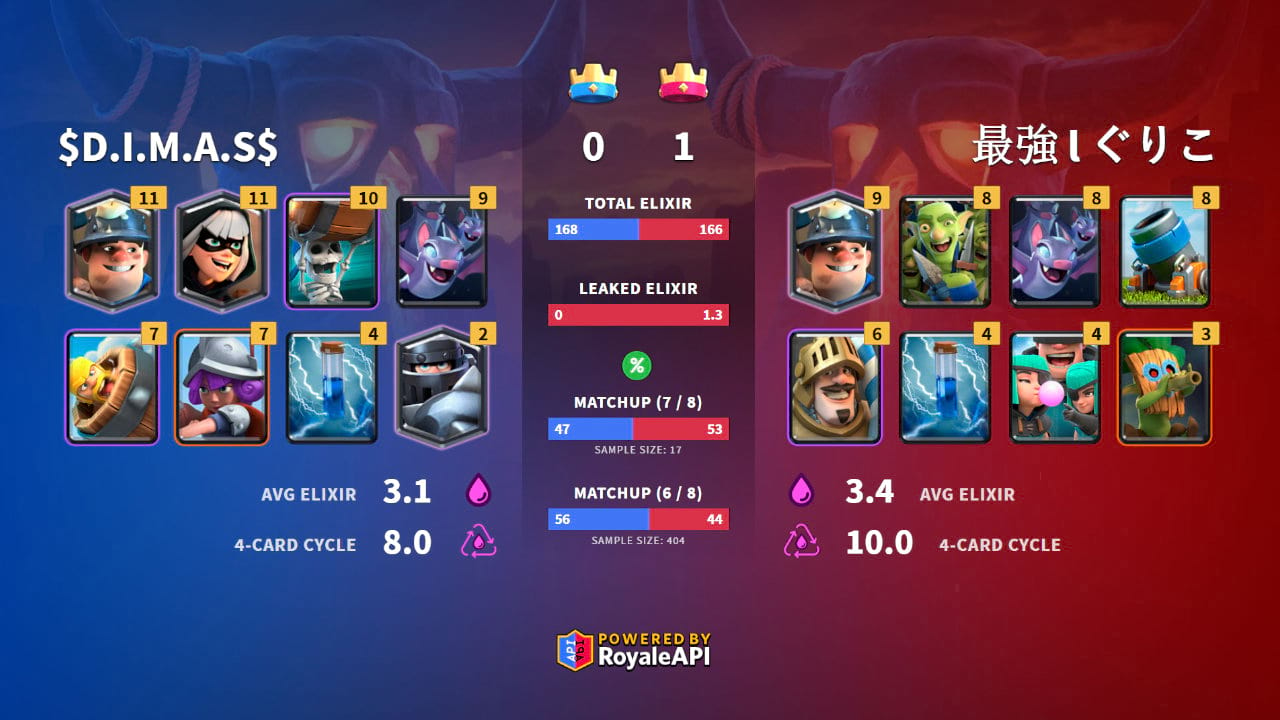 0 1
$D.I.M.A.S$
最強しぐりこ
11 11 10 9
7 7 4 2
9 8 8 8
6 4 4 3
TOTAL ELIXIR
168 166
LEAKED ELIXIR
0 1.3
%
MATCHUP (7 / 8)
47 53
SAMPLE SIZE: 17
MATCHUP (6 / 8)
56 44
SAMPLE SIZE: 404
AVG ELIXIR 3.1
4-CARD CYCLE 8.0
3.4 AVG ELIXIR
10.0 4-CARD CYCLE
API API
POWERED BY
RoyaleAPI